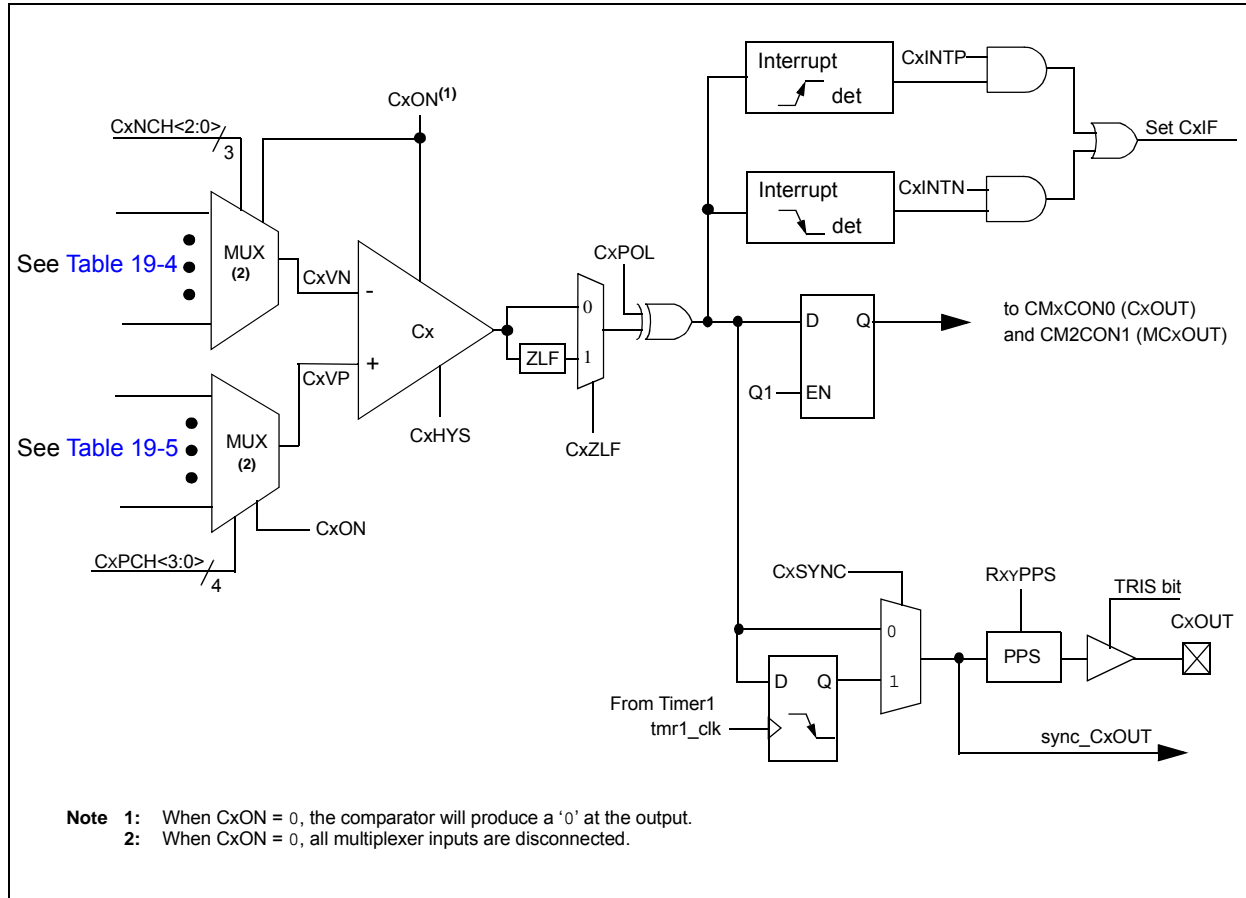 CxON(1)
CxNCH<2:0>
3
MUX
(2)
See Table 19-4
CxVN
-
Cx
+
CxVP
CxHYS
MUX
(2)
See Table 19-5
CxON
CxPCH<3:0>
4
0
ZLF
1
CxZLF
CxPOL
Interrupt
det
CxINTP
Interrupt
det
CxINTN
Set CxIF
D
Q
Q1
EN
to CMxCON0 (CxOUT)
and CM2CON1 (MCxOUT)
CxSYNC
0
1
D
Q
From Timer1
tmr1_clk
RxyPPS
PPS
TRIS bit
CxOUT
sync_CxOUT
Note 1: When CxON = 0, the comparator will produce a ‘0’ at the output.
2: When CxON = 0, all multiplexer inputs are disconnected.